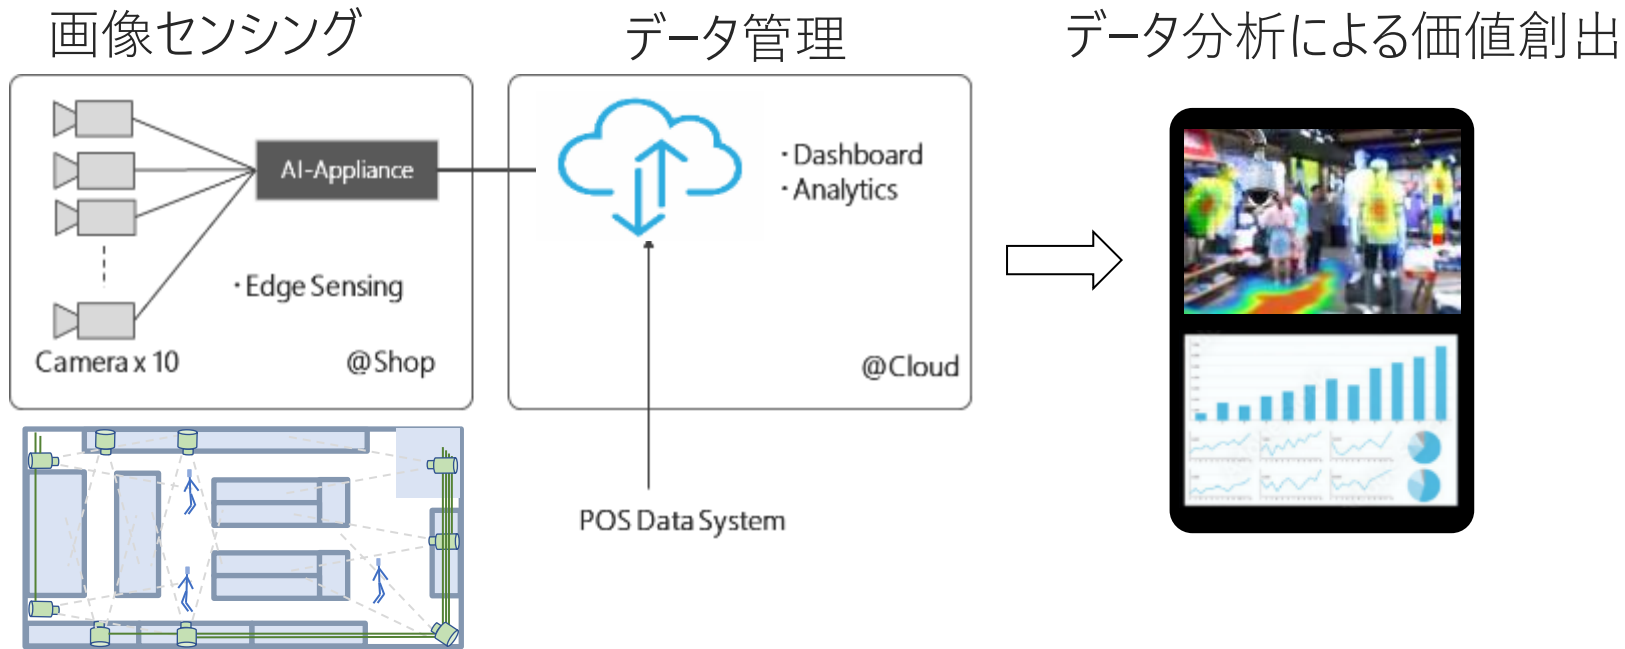 画像センシング
データ管理
データ分析による価値創出
AI-Appliance
・Edge Sensing
Camera x 10
@Shop
・Dashboard
・Analytics
@Cloud
POS Data System